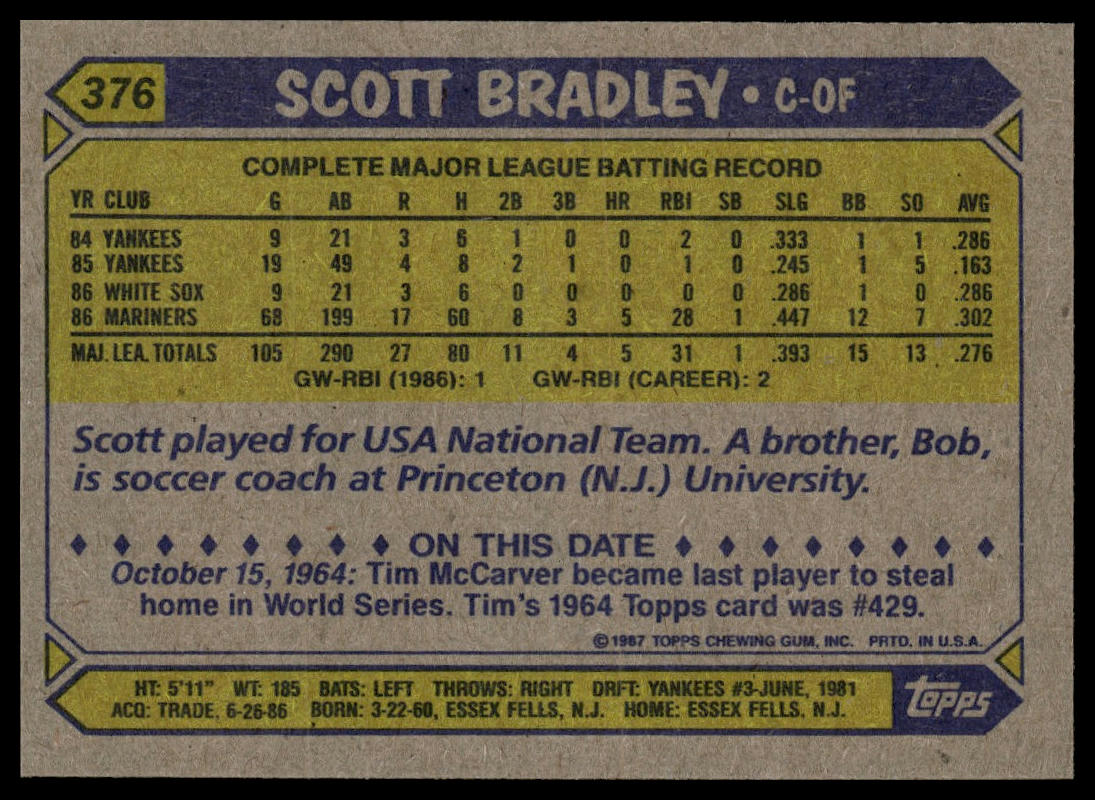 376 SCOTT BRADLEY • C-OF
COMPLETE MAJOR LEAGUE BATTING RECORD
YR CLUB G AB R H 2B 3B HR RBI SB SLG BB SO AVG
84 YANKEES 9 21 3 6 1 0 0 2 0 .333 1 1 .286
85 YANKEES 19 49 4 8 2 1 0 1 0 .245 1 5 .163
86 WHITE SOX 9 21 3 6 0 0 0 0 0 .286 1 0 .286
86 MARINERS 68 199 17 60 8 3 5 28 1 .447 12 7 .302
MAJ. LEA. TOTALS 105 290 27 80 11 4 5 31 1 .393 15 13 .276
GW-RBI (1986): 1 GW-RBI (CAREER): 2
Scott played for USA National Team. A brother, Bob,
is soccer coach at Princeton (N.J.) University.
♦ ♦ ♦ ♦ ♦ ♦ ♦ ♦ ON THIS DATE ♦ ♦ ♦ ♦ ♦ ♦ ♦ ♦
October 15, 1964: Tim McCarver became last player to steal
home in World Series. Tim's 1964 Topps card was #429.
©1987 TOPPS CHEWING GUM, INC. PRTD. IN U.S.A.
HT: 5'11" WT: 185 BATS: LEFT THROWS: RIGHT DRFT: YANKEES #3-JUNE, 1981
ACQ: TRADE, 6-26-86 BORN: 3-22-60, ESSEX FELLS, N.J. HOME: ESSEX FELLS, N.J.
topps